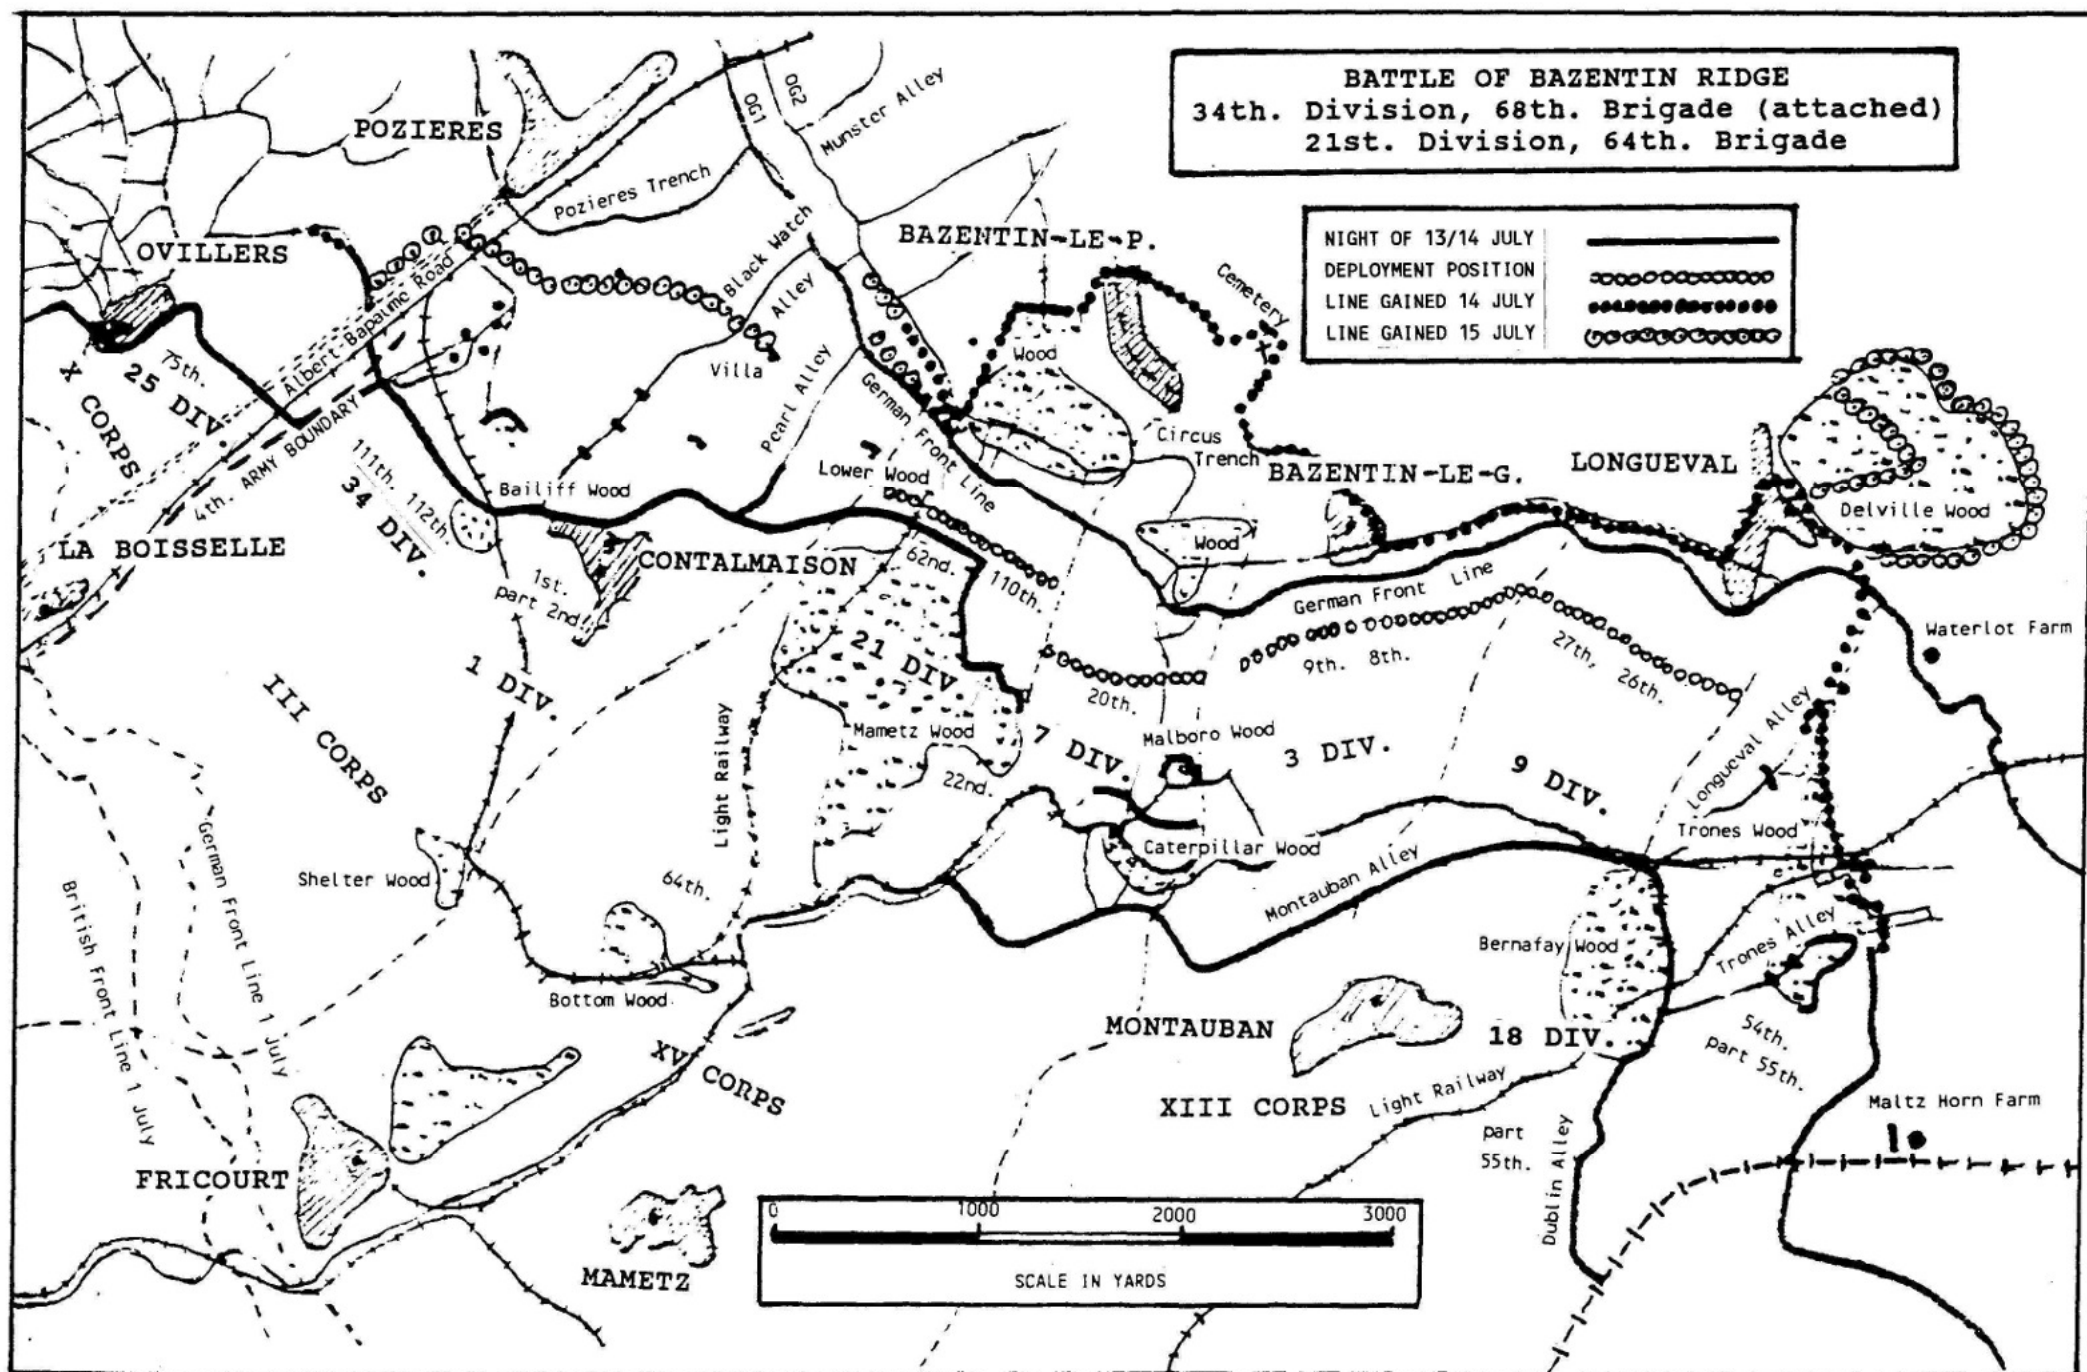 BATTLE OF BAZENTIN RIDGE
34th. Division, 68th. Brigade (attached)
21st. Division, 64th. Brigade
NIGHT OF 13/14 JULY
DEPLOYMENT POSITION
LINE GAINED 14 JULY
LINE GAINED 15 JULY
POZIERES
OG1
OG2
Munster Alley
Pozieres Trench
OVILLERS
Albert-Bapalme Road
Black Watch
Alley
BAZENTIN-LE-P.
Cemetery
Wood
Villa
Pearl Alley
German Front Line
Circus
Trench
BAZENTIN-LE-G.
LONGUEVAL
Delville Wood
75th.
25 DIV.
X CORPS
4th. ARMY BOUNDARY
111th. 112th.
34 DIV.
Bailiff Wood
Lower Wood
LA BOISSELLE
CONTALMAISON
62nd.
110th.
Wood
German Front Line
1st.
part 2nd
1 DIV.
21 DIV.
20th.
9th. 8th.
27th, 26th.
Waterlot Farm
III CORPS
Light Railway
Mametz Wood
22nd.
7 DIV.
Malboro Wood
3 DIV.
9 DIV.
Longueval Alley
Trones Wood
Caterpillar Wood
Montauban Alley
Shelter Wood
64th.
German Front Line 1 July
British Front Line 1 July
Bottom Wood
Bernafay Wood
Trones Alley
MONTAUBAN
18 DIV.
54th.
part 55th.
XV CORPS
XIII CORPS
Light Railway
part
55th.
Dublin Alley
Maltz Horn Farm
FRICOURT
MAMETZ
0 1000 2000 3000
SCALE IN YARDS